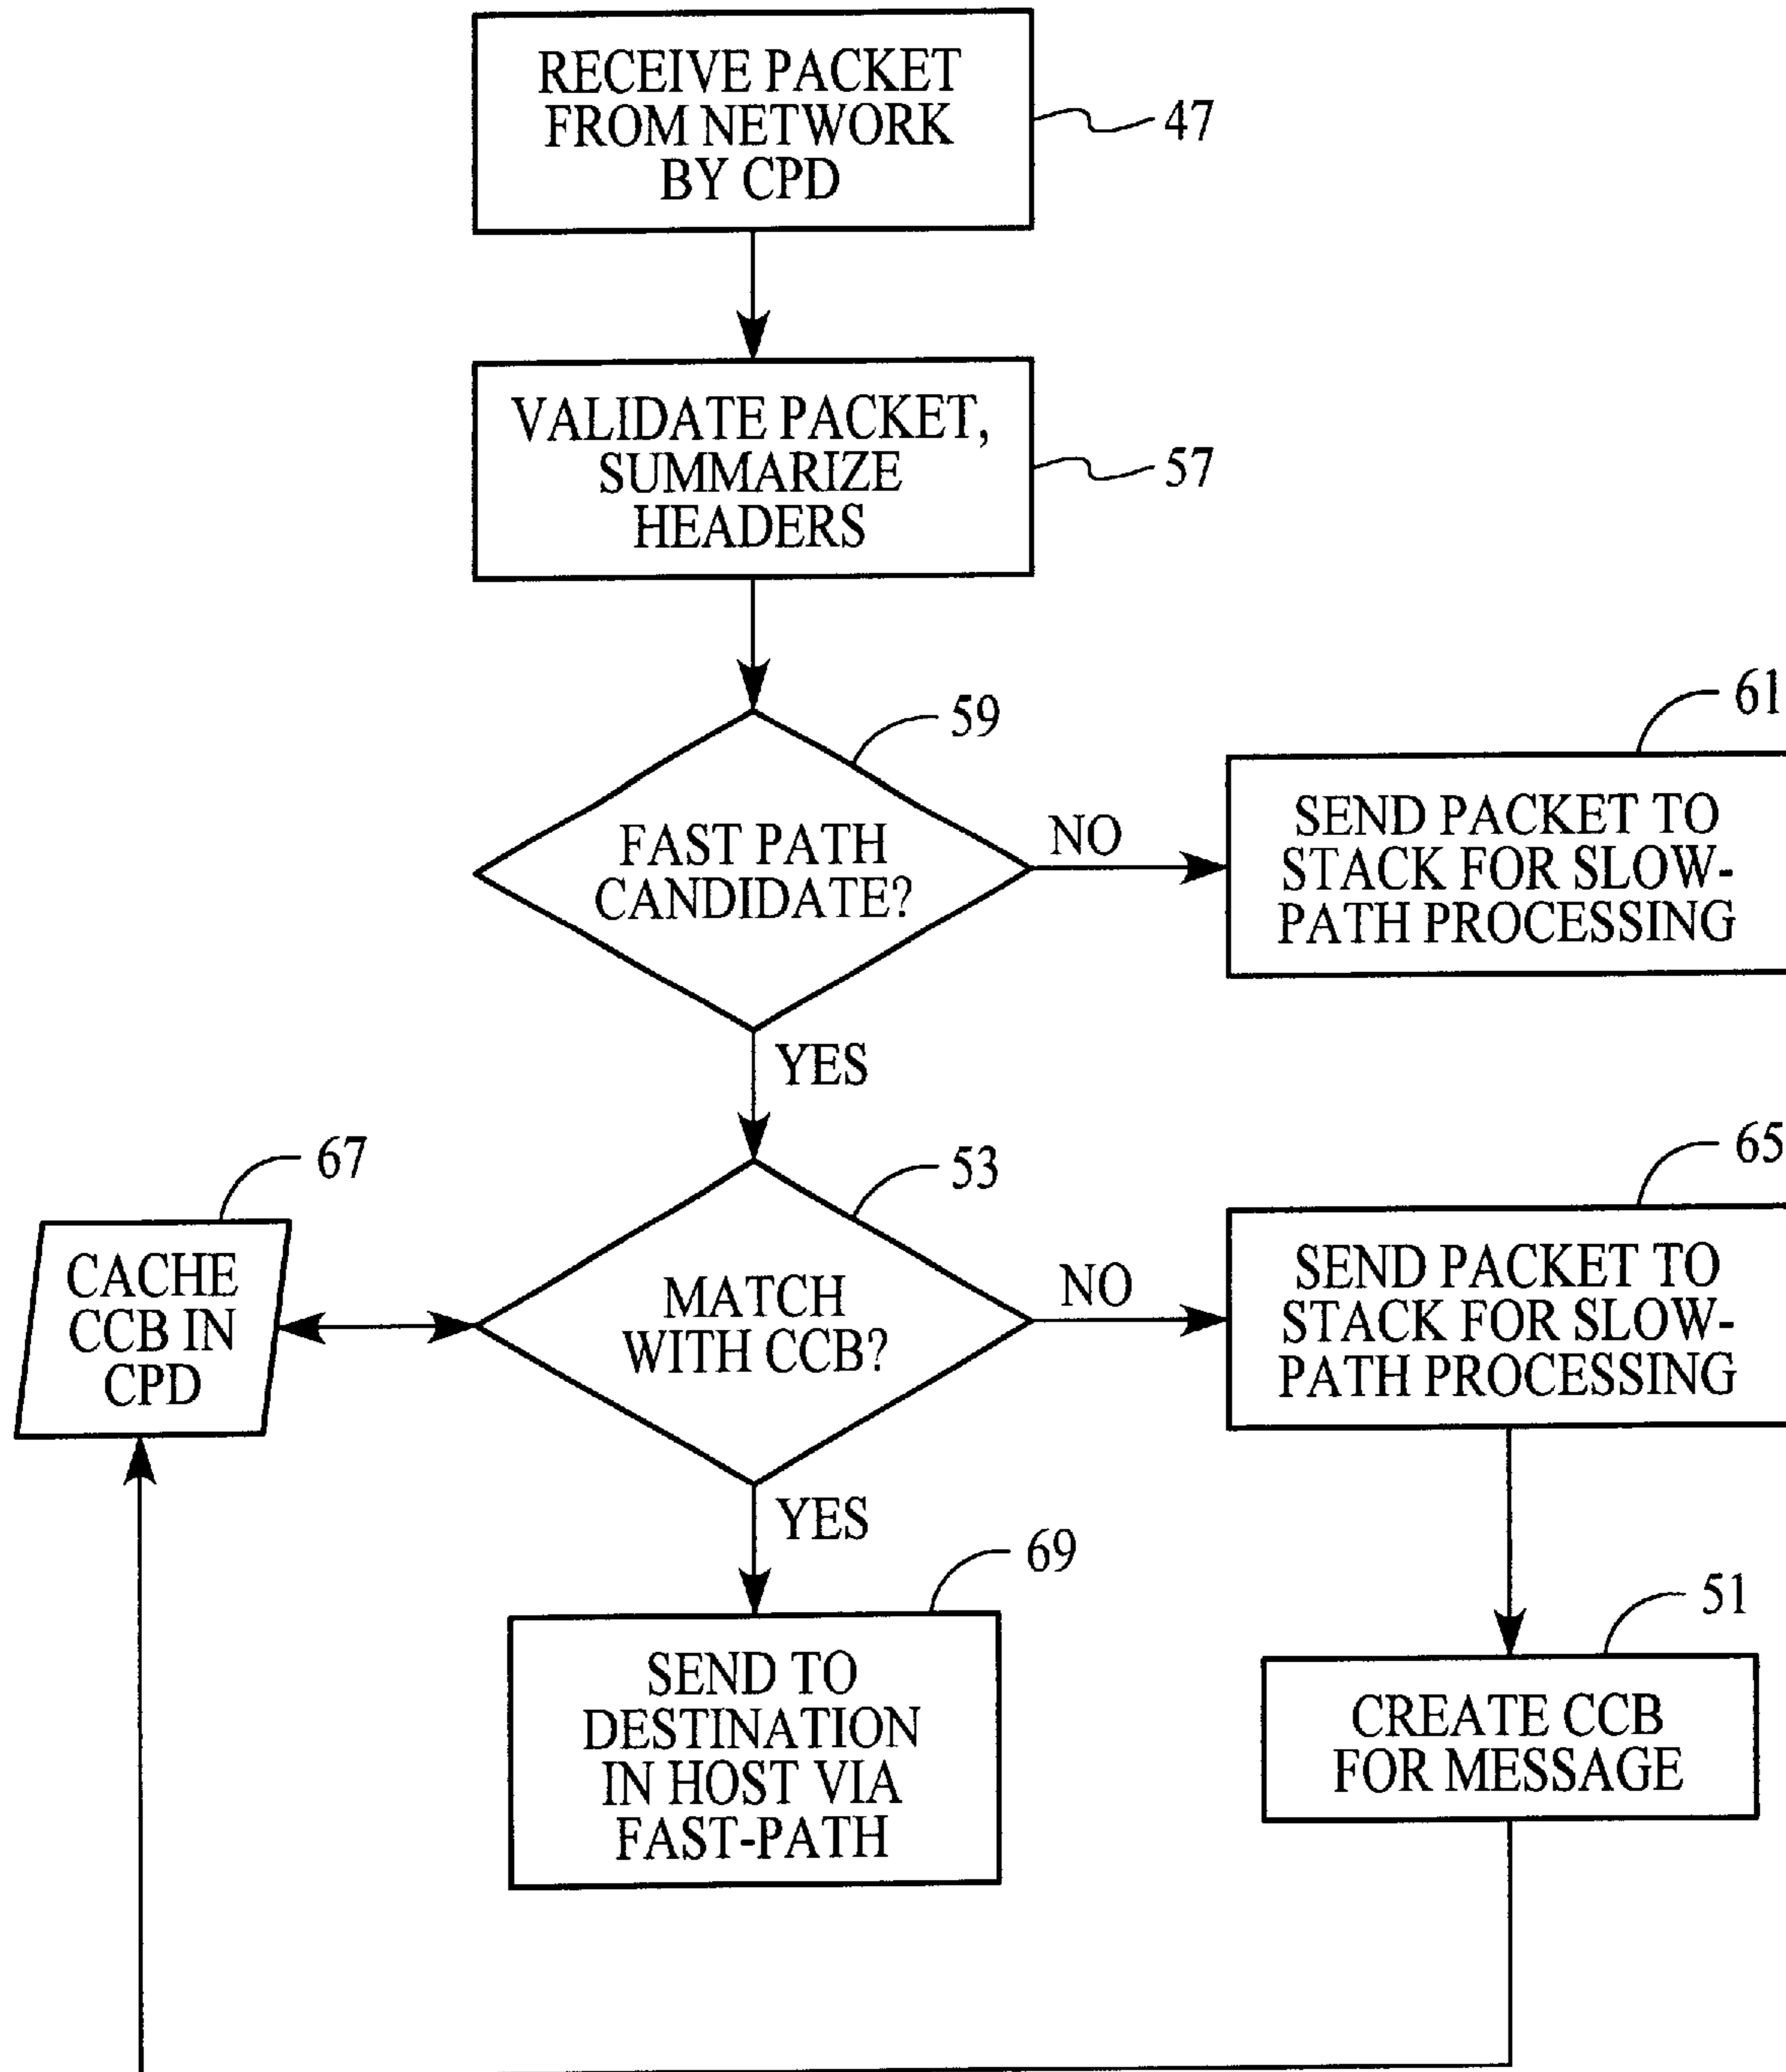 RECEIVE PACKET
FROM NETWORK
BY CPD
47
VALIDATE PACKET,
SUMMARIZE
HEADERS
57
59
FAST PATH
CANDIDATE?
NO
YES
61
SEND PACKET TO
STACK FOR SLOW-
PATH PROCESSING
67
CACHE
CCB IN
CPD
53
MATCH
WITH CCB?
NO
YES
65
SEND PACKET TO
STACK FOR SLOW-
PATH PROCESSING
69
SEND TO
DESTINATION
IN HOST VIA
FAST-PATH
51
CREATE CCB
FOR MESSAGE